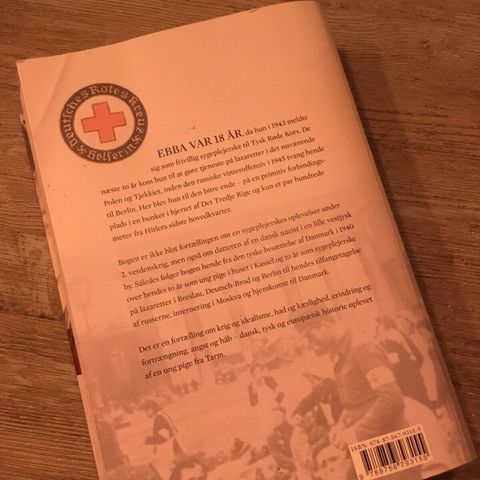 Deutsches Rotes Kreuz
Helferin
EBBA VAR 18 ÅR, da hun i 1943 meldte
sig som frivillig sygeplejerske til Tysk Røde Kors. De
næste to år kom hun til at gøre tjeneste på lazaretter i det nuværende
Polen og Tjekkiet, inden den russiske vinteroffensiv i 1945 tvang hende
til Berlin. Her blev hun til den bitre ende – på en primitiv forbindings-
plads i en bunker i hjertet af Det Tredje Rige og kun et par hundrede
meter fra Hitlers sidste hovedkvarter.
Bogen er ikke blot fortællingen om en sygeplejerskes oplevelser under
2. verdenskrig, men også om datteren af en dansk nazist i en lille vestjysk
by. Således følger bogen hende fra den tyske besættelse af Danmark i 1940
over hendes to år som ung pige i huset i Kassel og to år som sygeplejerske
på lazaretter i Breslau, Deutsch-Brod og Berlin til hendes tilfangetagelse
af russerne, internering i Moskva og hjemkomst til Danmark.
Det er en fortælling om krig og idealisme, had og kærlighed, erindring og
fortrængning, angst og håb – dansk, tysk og europæisk historie oplevet
af en ung pige fra Tarm.
ISBN: 978-87-567-9315-5
9 788756 793155